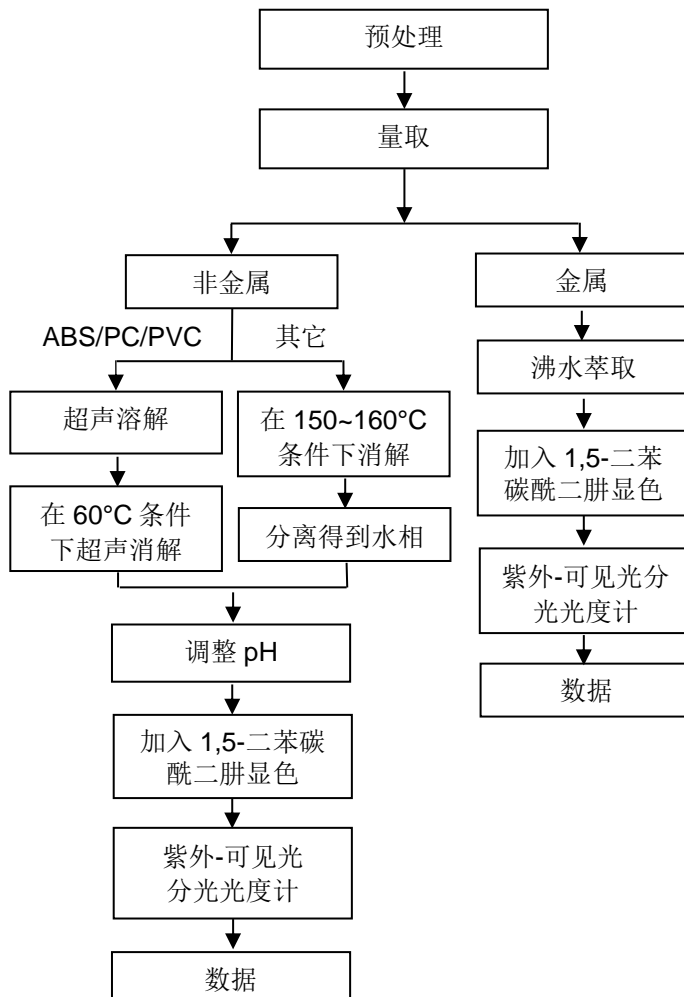 预处理
量取
非金属
金属
ABS/PC/PVC
其它
沸水萃取
超声溶解
在 150~160°C
条件下消解
加入 1,5-二苯
碳酰二肼显色
在 60°C 条件
下超声消解
分离得到水相
紫外-可见光分
光光度计
调整 pH
数据
加入 1,5-二苯碳
酰二肼显色
紫外-可见光
分光光度计
数据